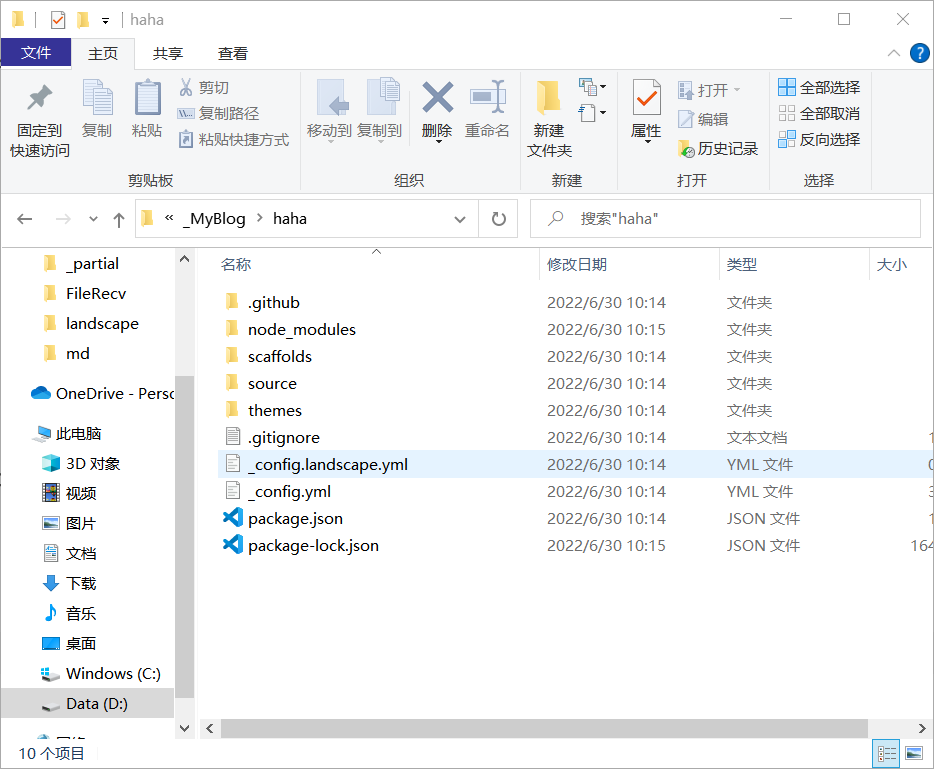 haha
文件 主页 共享 查看
固定到快速访问 复制 粘贴 剪切
复制路径
粘贴快捷方式
移动到 复制到 删除 重命名
新建文件夹
属性 打开 编辑 历史记录
全部选择
全部取消
反向选择
剪贴板 组织 新建 打开 选择
« _MyBlog > haha 搜索"haha"
_partial
FileRecv
landscape
md
OneDrive - Perso
此电脑
3D 对象
视频
图片
文档
下载
音乐
桌面
Windows (C:)
Data (D:)
名称 修改日期 类型 大小
.github 2022/6/30 10:14 文件夹
node_modules 2022/6/30 10:15 文件夹
scaffolds 2022/6/30 10:14 文件夹
source 2022/6/30 10:14 文件夹
themes 2022/6/30 10:14 文件夹
.gitignore 2022/6/30 10:14 文本文档 1
_config.landscape.yml 2022/6/30 10:14 YML 文件 0
_config.yml 2022/6/30 10:14 YML 文件 3
package.json 2022/6/30 10:14 JSON 文件 1
package-lock.json 2022/6/30 10:15 JSON 文件 164
10 个项目